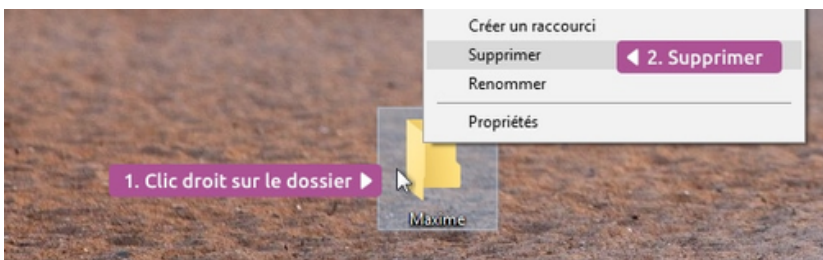 Créer un raccourci
Supprimer
2. Supprimer
Renommer
Propriétés
1. Clic droit sur le dossier
Maxime